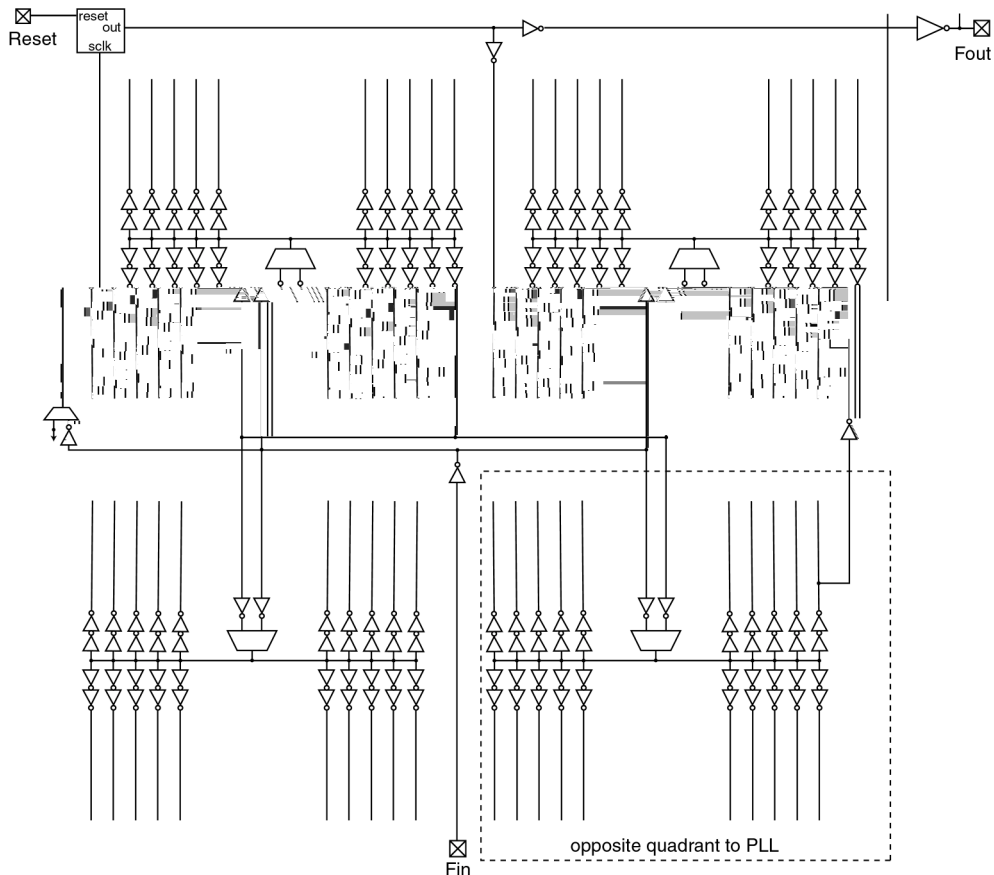 reset
out
sclk
Reset
Fout
opposite quadrant to PLL
Fin